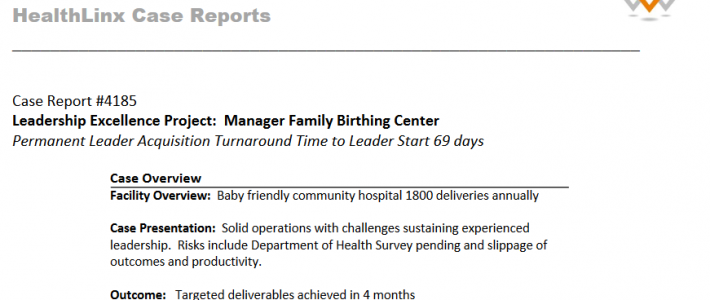 HealthLinx Case Reports
Case Report #4185
Leadership Excellence Project:  Manager Family Birthing Center
Permanent Leader Acquisition Turnaround Time to Leader Start 69 days
Case Overview
Facility Overview:  Baby friendly community hospital 1800 deliveries annually
Case Presentation:  Solid operations with challenges sustaining experienced
leadership.  Risks include Department of Health Survey pending and slippage of
outcomes and productivity.
Outcome:   Targeted deliverables achieved in 4 months